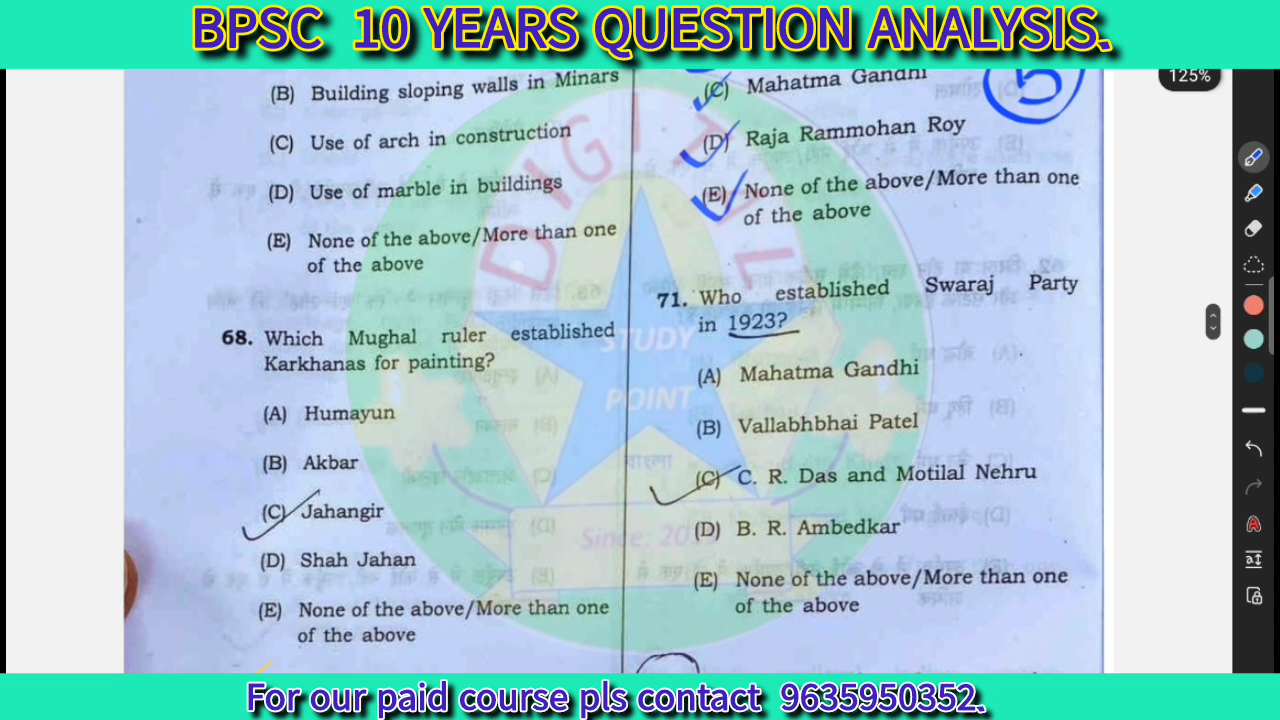 BPSC 10 YEARS QUESTION ANALYSIS.
125%
(B) Building sloping walls in Minars
(C) Use of arch in construction
(D) Use of marble in buildings
(E) None of the above/More than one
of the above
68. Which Mughal ruler established
Karkhanas for painting?
(A) Humayun
(B) Akbar
(C) Jahangir
(D) Shah Jahan
(E) None of the above/More than one
of the above
(C) Mahatma Gandhi
B
(D) Raja Rammohan Roy
(E) None of the above/More than one
of the above
71. Who established Swaraj Party
in 1923?
(A) Mahatma Gandhi
(B) Vallabhbhai Patel
(C) C. R. Das and Motilal Nehru
(D) B. R. Ambedkar
(E) None of the above/More than one
of the above
DIGITAL
STUDY
POINT
বাংলা
For our paid course pls contact 9635950352.